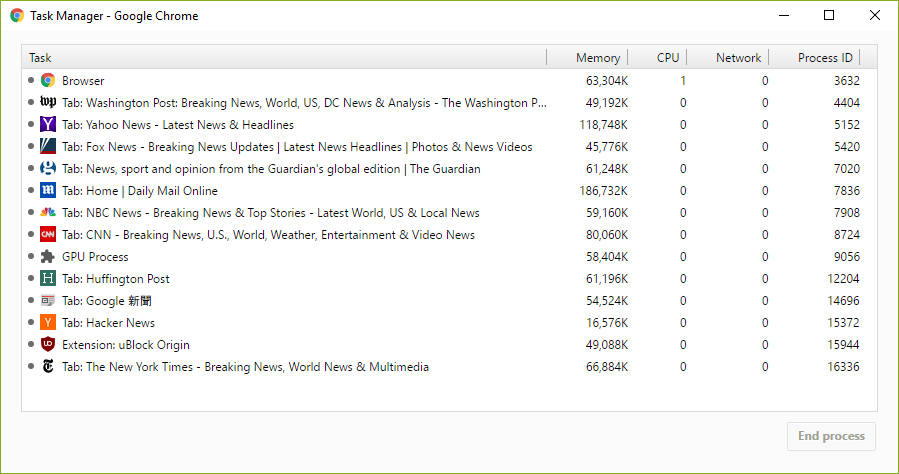 Task Manager - Google Chrome
Task Memory CPU Network Process ID
Browser 63,304K 1 0 3632
wp Tab: Washington Post: Breaking News, World, US, DC News & Analysis - The Washington P... 49,192K 0 0 4404
Y Tab: Yahoo News - Latest News & Headlines 118,748K 0 0 5152
Tab: Fox News - Breaking News Updates | Latest News Headlines | Photos & News Videos 45,776K 0 0 5420
Tab: News, sport and opinion from the Guardian's global edition | The Guardian 61,248K 0 0 7020
m Tab: Home | Daily Mail Online 186,732K 0 0 7836
Tab: NBC News - Breaking News & Top Stories - Latest World, US & Local News 59,160K 0 0 7908
CNN Tab: CNN - Breaking News, U.S., World, Weather, Entertainment & Video News 80,060K 0 0 8724
GPU Process 58,404K 0 0 9056
H Tab: Huffington Post 61,196K 0 0 12204
Tab: Google 新聞 54,524K 0 0 14696
Y Tab: Hacker News 16,576K 0 0 15372
Extension: uBlock Origin 49,088K 0 0 15944
T Tab: The New York Times - Breaking News, World News & Multimedia 66,884K 0 0 16336
End process